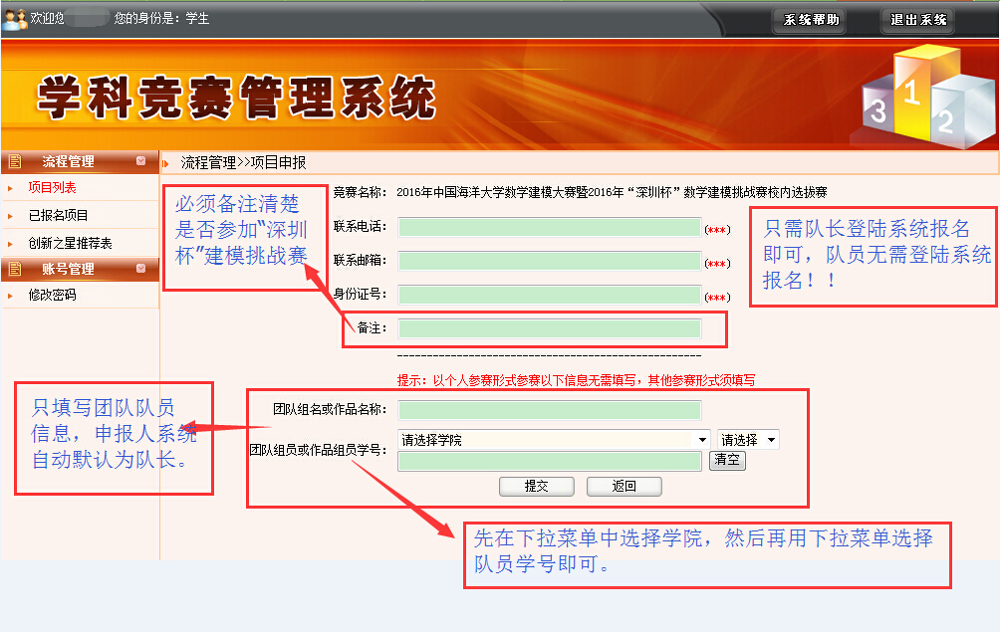 欢迎您 您的身份是：学生
系统帮助
退出系统
学科竞赛管理系统
3
1
2
流程管理
项目列表
已报名项目
创新之星推荐表
账号管理
修改密码
流程管理>>项目申报
竞赛名称： 2016年中国海洋大学数学建模大赛暨2016年“深圳杯”数学建模挑战赛校内选拔赛
联系电话： (***)
联系邮箱： (***)
身份证号： (***)
备注：
必须备注清楚
是否参加“深圳
杯”建模挑战赛
只需队长登陆系统报名
即可，队员无需登陆系统
报名！！
------------------------------------------------------
提示：以个人参赛形式参赛以下信息无需填写，其他参赛形式须填写
团队组名或作品名称：
团队组员或作品组员学号：
请选择学院
请选择
清空
提交
返回
只填写团队队员
信息，申报人系统
自动默认为队长。
先在下拉菜单中选择学院，然后再用下拉菜单选择
队员学号即可。